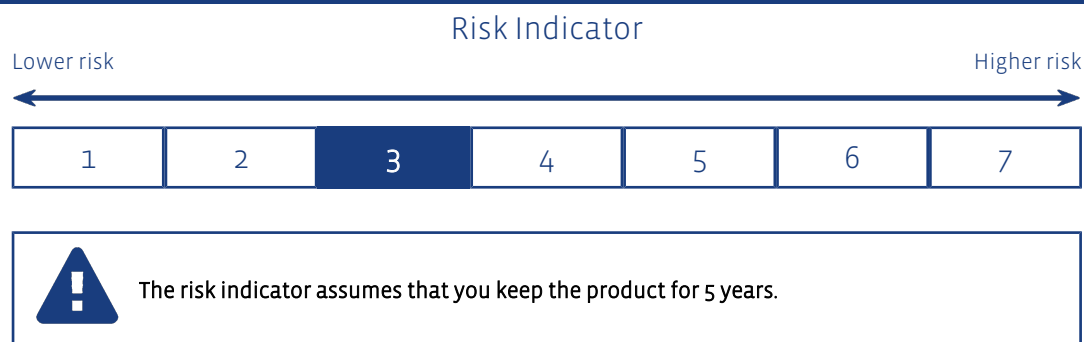 Risk Indicator
Lower risk Higher risk
1 2 3 4 5 6 7
The risk indicator assumes that you keep the product for 5 years.